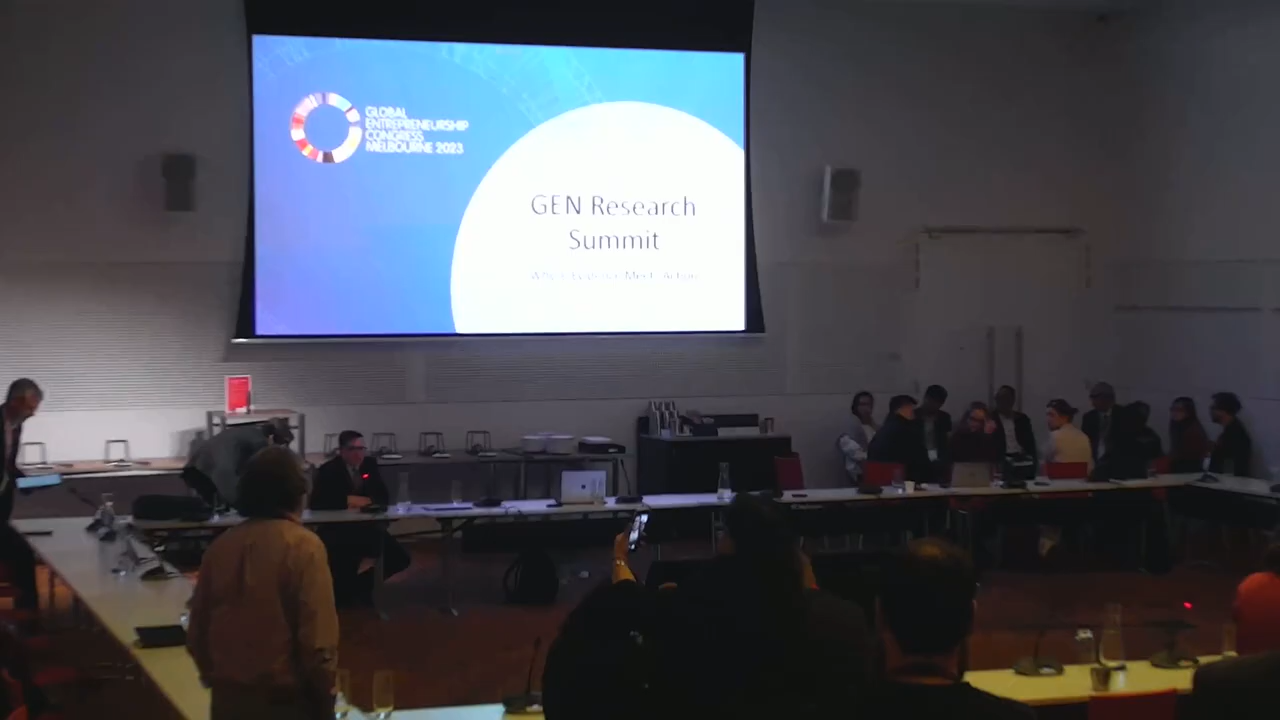 GLOBAL
ENTREPRENEURSHIP
CONGRESS
MELBOURNE 2023
GEN Research
Summit